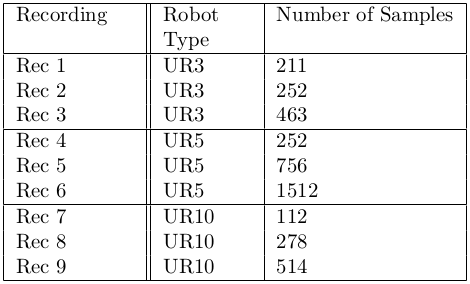 Recording Robot Type Number of Samples
Rec 1 UR3 211
Rec 2 UR3 252
Rec 3 UR3 463
Rec 4 UR5 252
Rec 5 UR5 756
Rec 6 UR5 1512
Rec 7 UR10 112
Rec 8 UR10 278
Rec 9 UR10 514